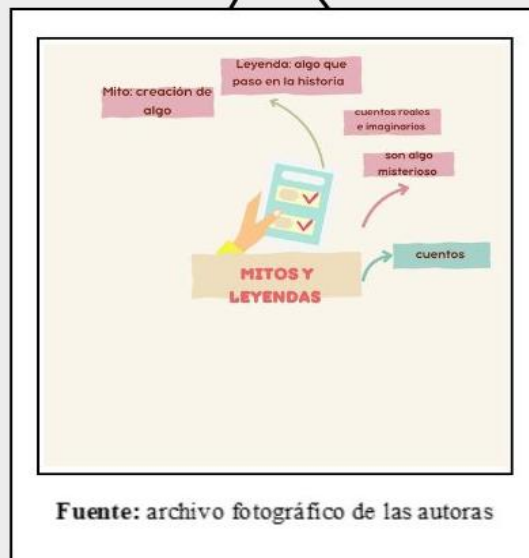 Leyenda: algo que
paso en la historia
Mito: creación de
algo
cuentos reales
e imaginarios
son algo
misterioso
cuentos
MITOS Y
LEYENDAS
Fuente: archivo fotográfico de las autoras